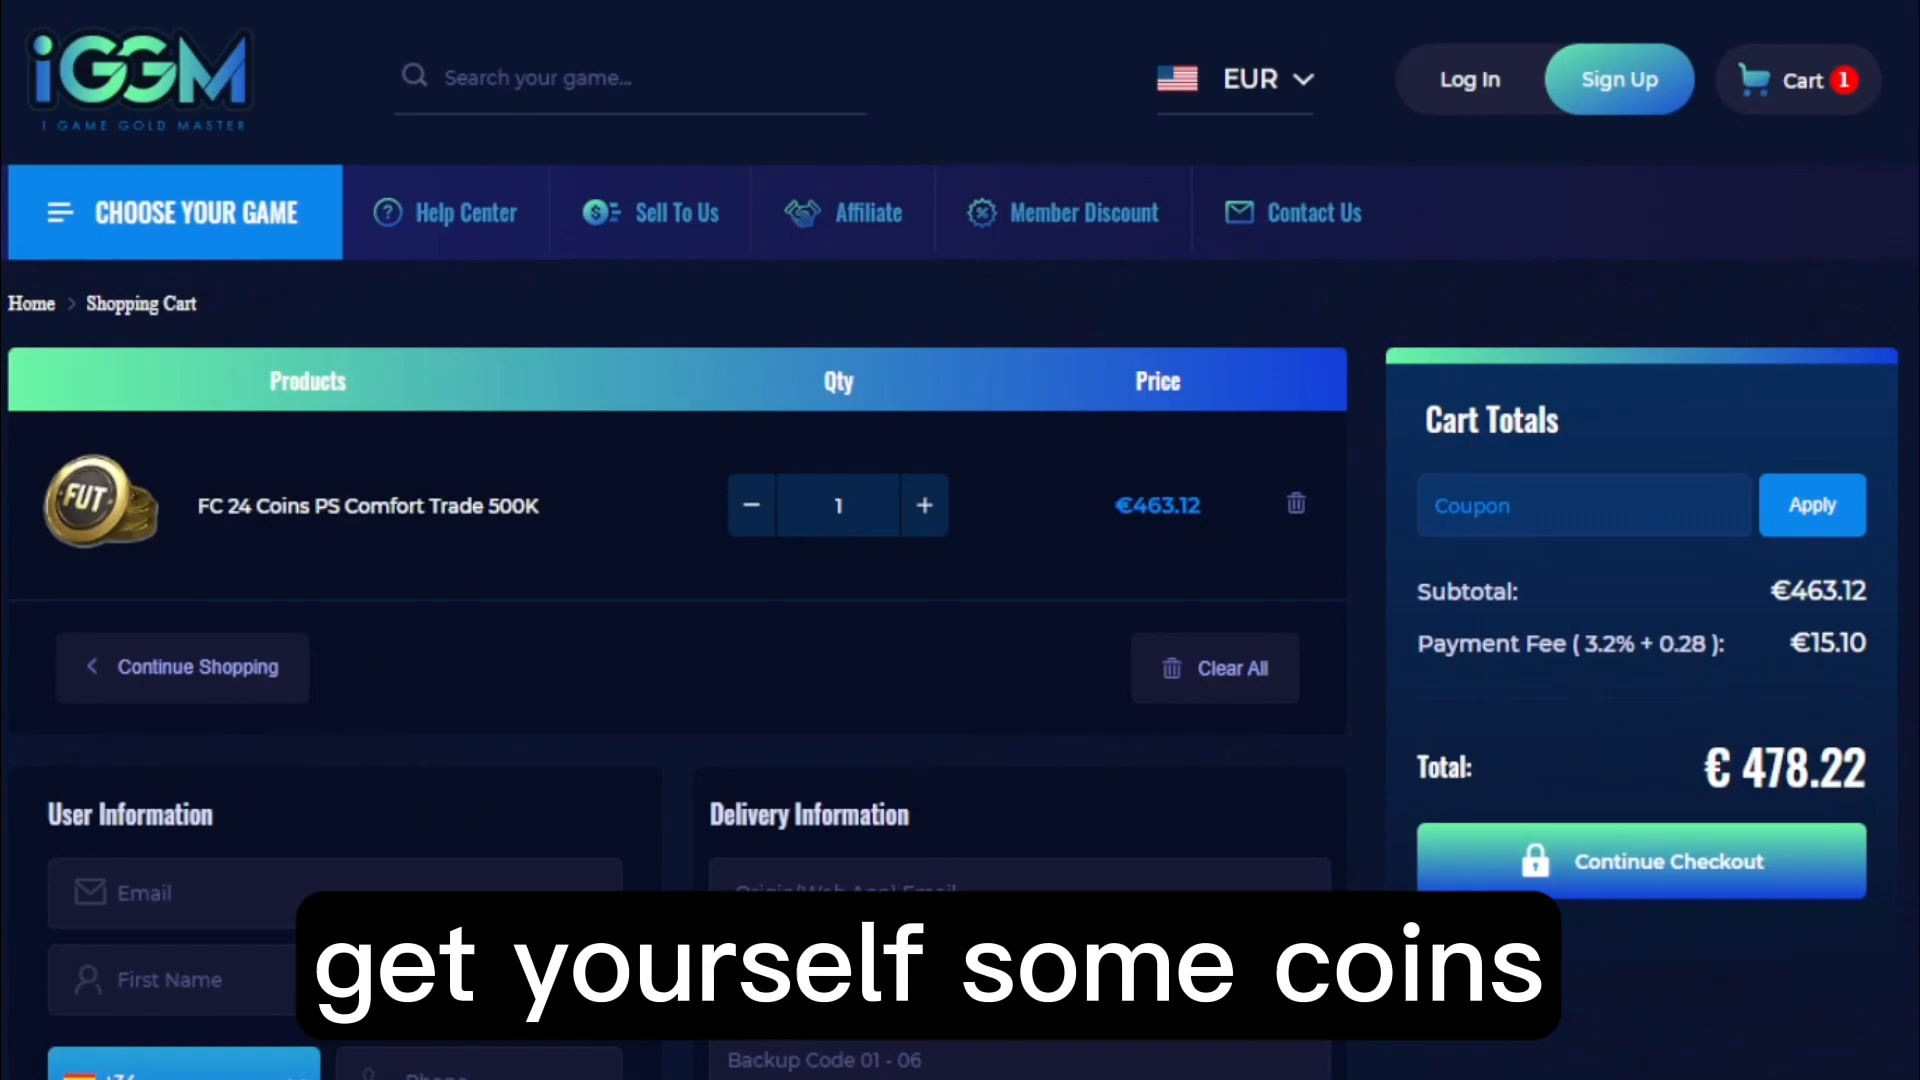 iGGM
I GAME GOLD MASTER
Search your game...
EUR
Log In
Sign Up
Cart 1
CHOOSE YOUR GAME
Help Center
Sell To Us
Affiliate
Member Discount
Contact Us
Home > Shopping Cart
Products Qty Price
FUT
FC 24 Coins PS Comfort Trade 500K
− 1 +
€463.12
Continue Shopping
Clear All
Cart Totals
Coupon
Apply
Subtotal: €463.12
Payment Fee ( 3.2% + 0.28 ): €15.10
Total: € 478.22
Continue Checkout
User Information
Email
First Name
Delivery Information
Backup Code 01 - 06
get yourself some coins